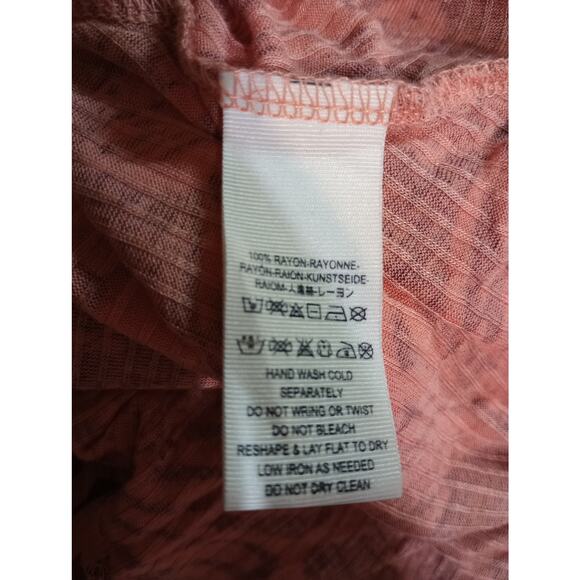 100% RAYON-RAYONNE-
RAYON-RAION-KUNSTSEIDE-
RAIOM-人造絲-レーヨン
HAND WASH COLD
SEPARATELY
DO NOT WRING OR TWIST
DO NOT BLEACH
RESHAPE & LAY FLAT TO DRY
LOW IRON AS NEEDED
DO NOT DRY CLEAN